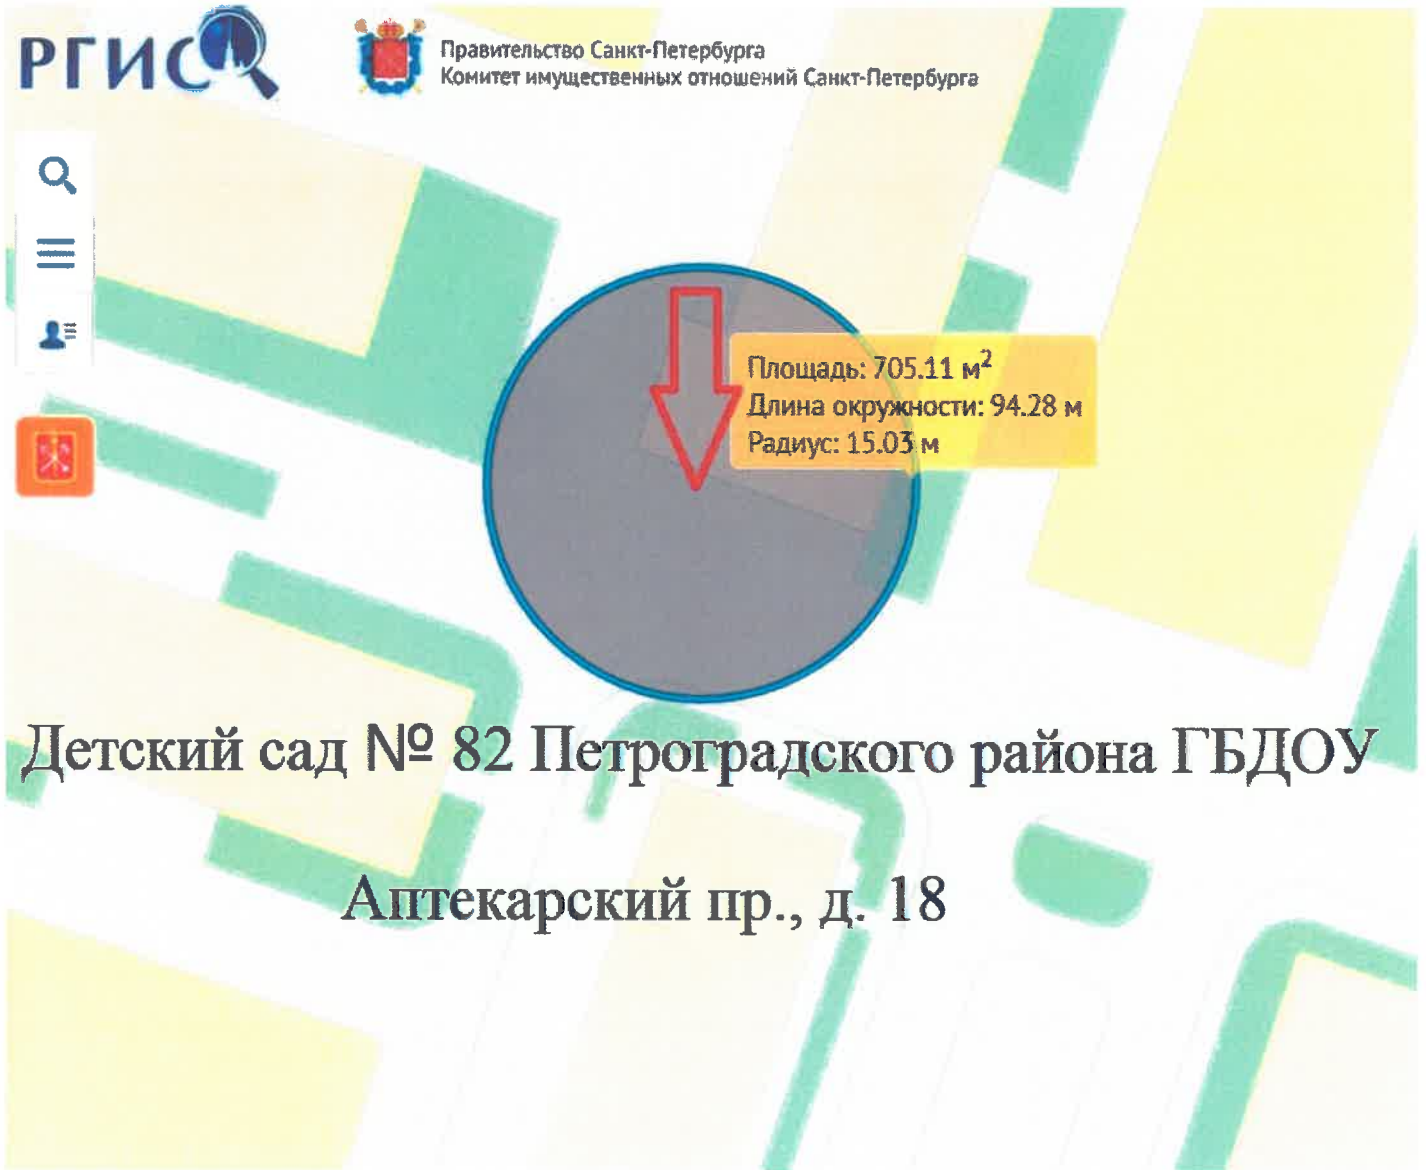 РГИС
Правительство Санкт-Петербурга
Комитет имущественных отношений Санкт-Петербурга
Площадь: 705.11 м²
Длина окружности: 94.28 м
Радиус: 15.03 м
Детский сад № 82 Петроградского района ГБДОУ
Аптекарский пр., д. 18